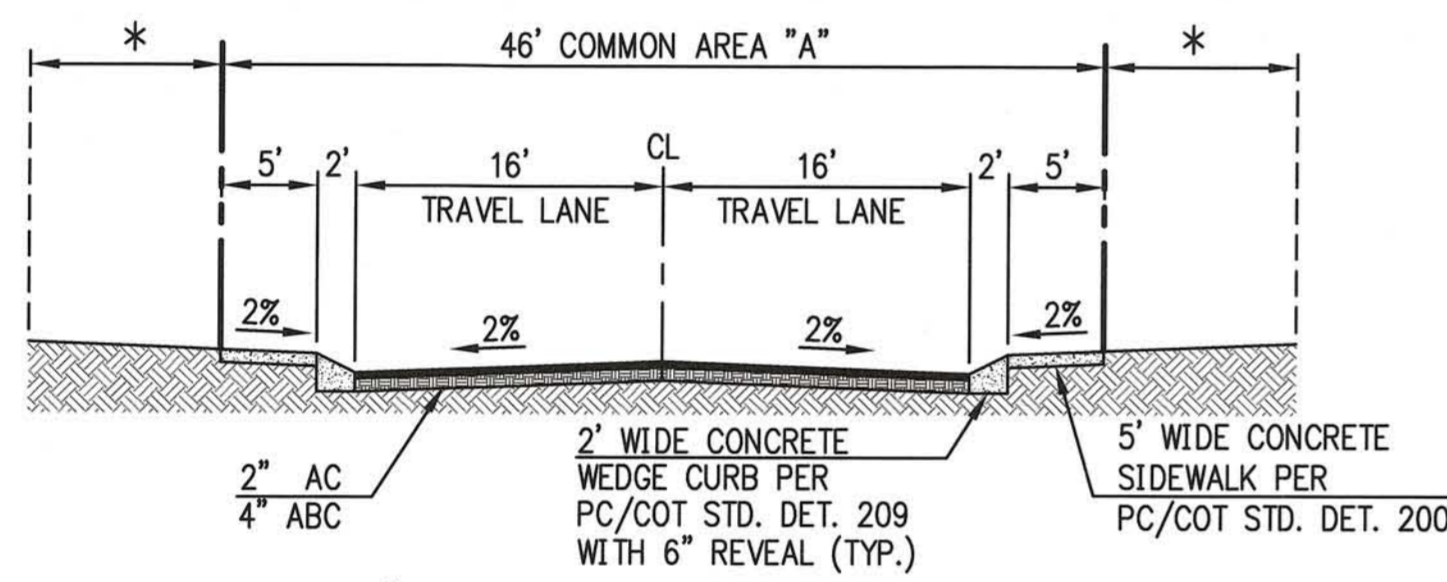 * 46' COMMON AREA "A" *
5' 2' 16' CL 16' 2' 5'
TRAVEL LANE TRAVEL LANE
2% 2% 2% 2%
2" AC
4" ABC
2' WIDE CONCRETE
WEDGE CURB PER
PC/COT STD. DET. 209
WITH 6" REVEAL (TYP.)
5' WIDE CONCRETE
SIDEWALK PER
PC/COT STD. DET. 200